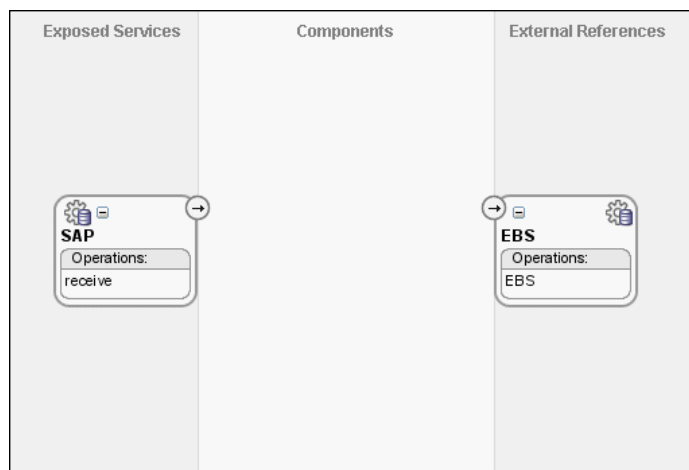 Exposed Services
Components
External References
SAP
Operations:
receive
EBS
Operations:
EBS